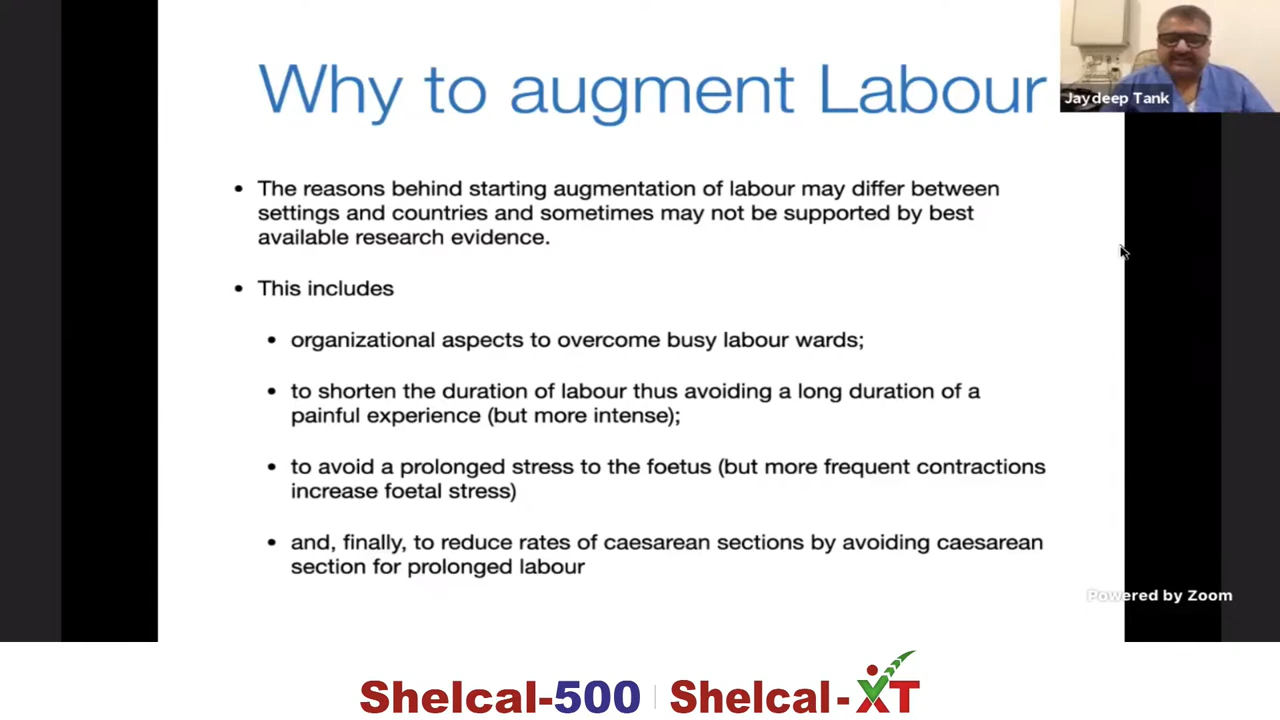 Why to augment Labour
Jaydeep Tank
• The reasons behind starting augmentation of labour may differ between
settings and countries and sometimes may not be supported by best
available research evidence.
• This includes
• organizational aspects to overcome busy labour wards;
• to shorten the duration of labour thus avoiding a long duration of a
painful experience (but more intense);
• to avoid a prolonged stress to the foetus (but more frequent contractions
increase foetal stress)
• and, finally, to reduce rates of caesarean sections by avoiding caesarean
section for prolonged labour
Powered by Zoom
Shelcal-500 | Shelcal-XT